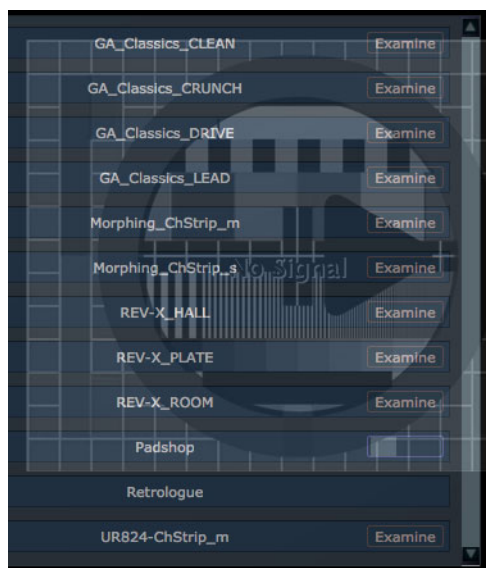 GA_Classics_CLEAN Examine
GA_Classics_CRUNCH Examine
GA_Classics_DRIVE Examine
GA_Classics_LEAD Examine
Morphing_ChStrip_m Examine
Morphing_ChStrip_s Examine
No Signal
REV-X_HALL Examine
REV-X_PLATE Examine
REV-X_ROOM Examine
Padshop
Retrologue
UR824-ChStrip_m Examine